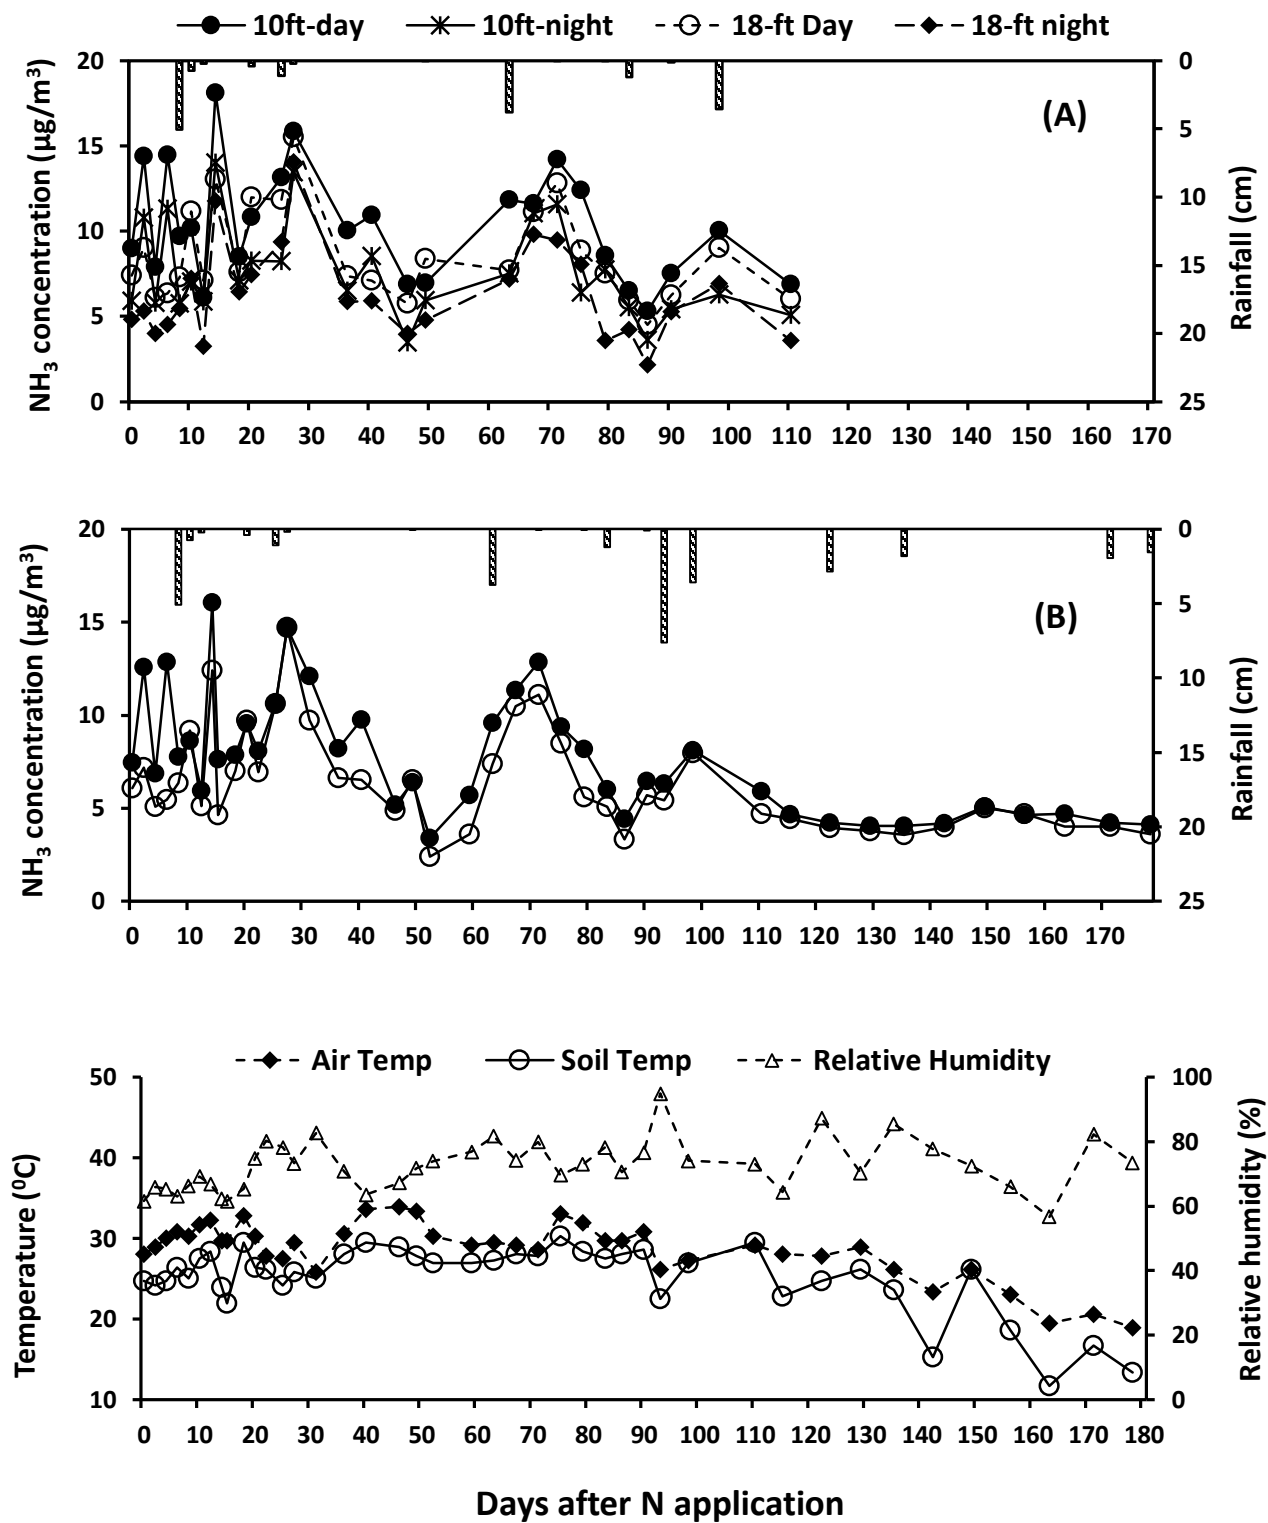 10ft-day 10ft-night 18-ft Day 18-ft night
NH3 concentration (µg/m³)
20
15
10
5
0
(A)
0
5
10
15
20
25
Rainfall (cm)
0 10 20 30 40 50 60 70 80 90 100 110 120 130 140 150 160 170
NH3 concentration (µg/m³)
20
15
10
5
0
(B)
0
5
10
15
20
25
Rainfall (cm)
0 10 20 30 40 50 60 70 80 90 100 110 120 130 140 150 160 170
Air Temp Soil Temp Relative Humidity
Temperature (⁰C)
50
40
30
20
10
100
80
60
40
20
0
Relative humidity (%)
0 10 20 30 40 50 60 70 80 90 100 110 120 130 140 150 160 170 180
Days after N application